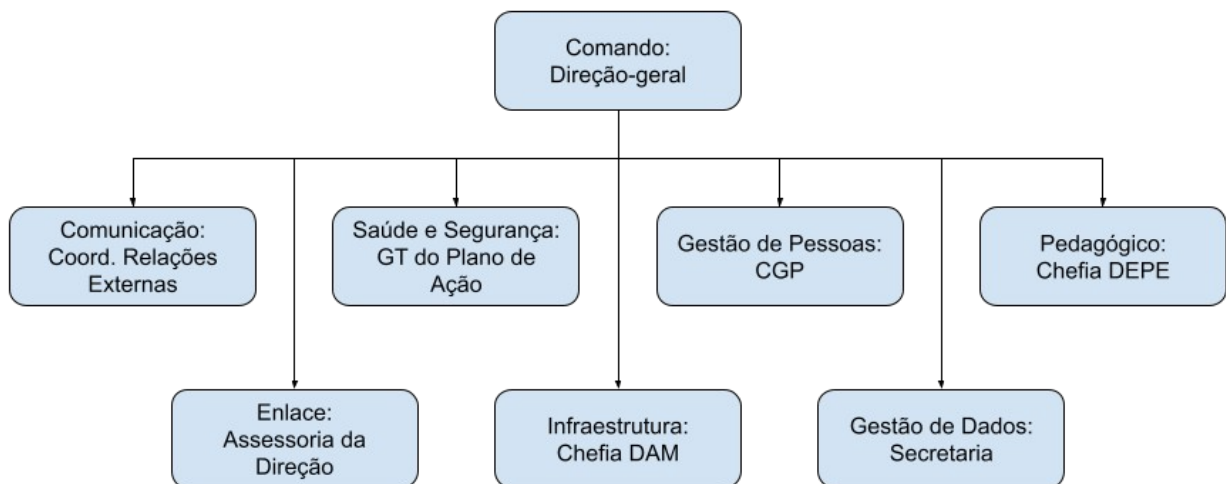 Comando:
Direção-geral
Comunicação:
Coord. Relações
Externas
Saúde e Segurança:
GT do Plano de
Ação
Gestão de Pessoas:
CGP
Pedagógico:
Chefia DEPE
Enlace:
Assessoria da
Direção
Infraestrutura:
Chefia DAM
Gestão de Dados:
Secretaria